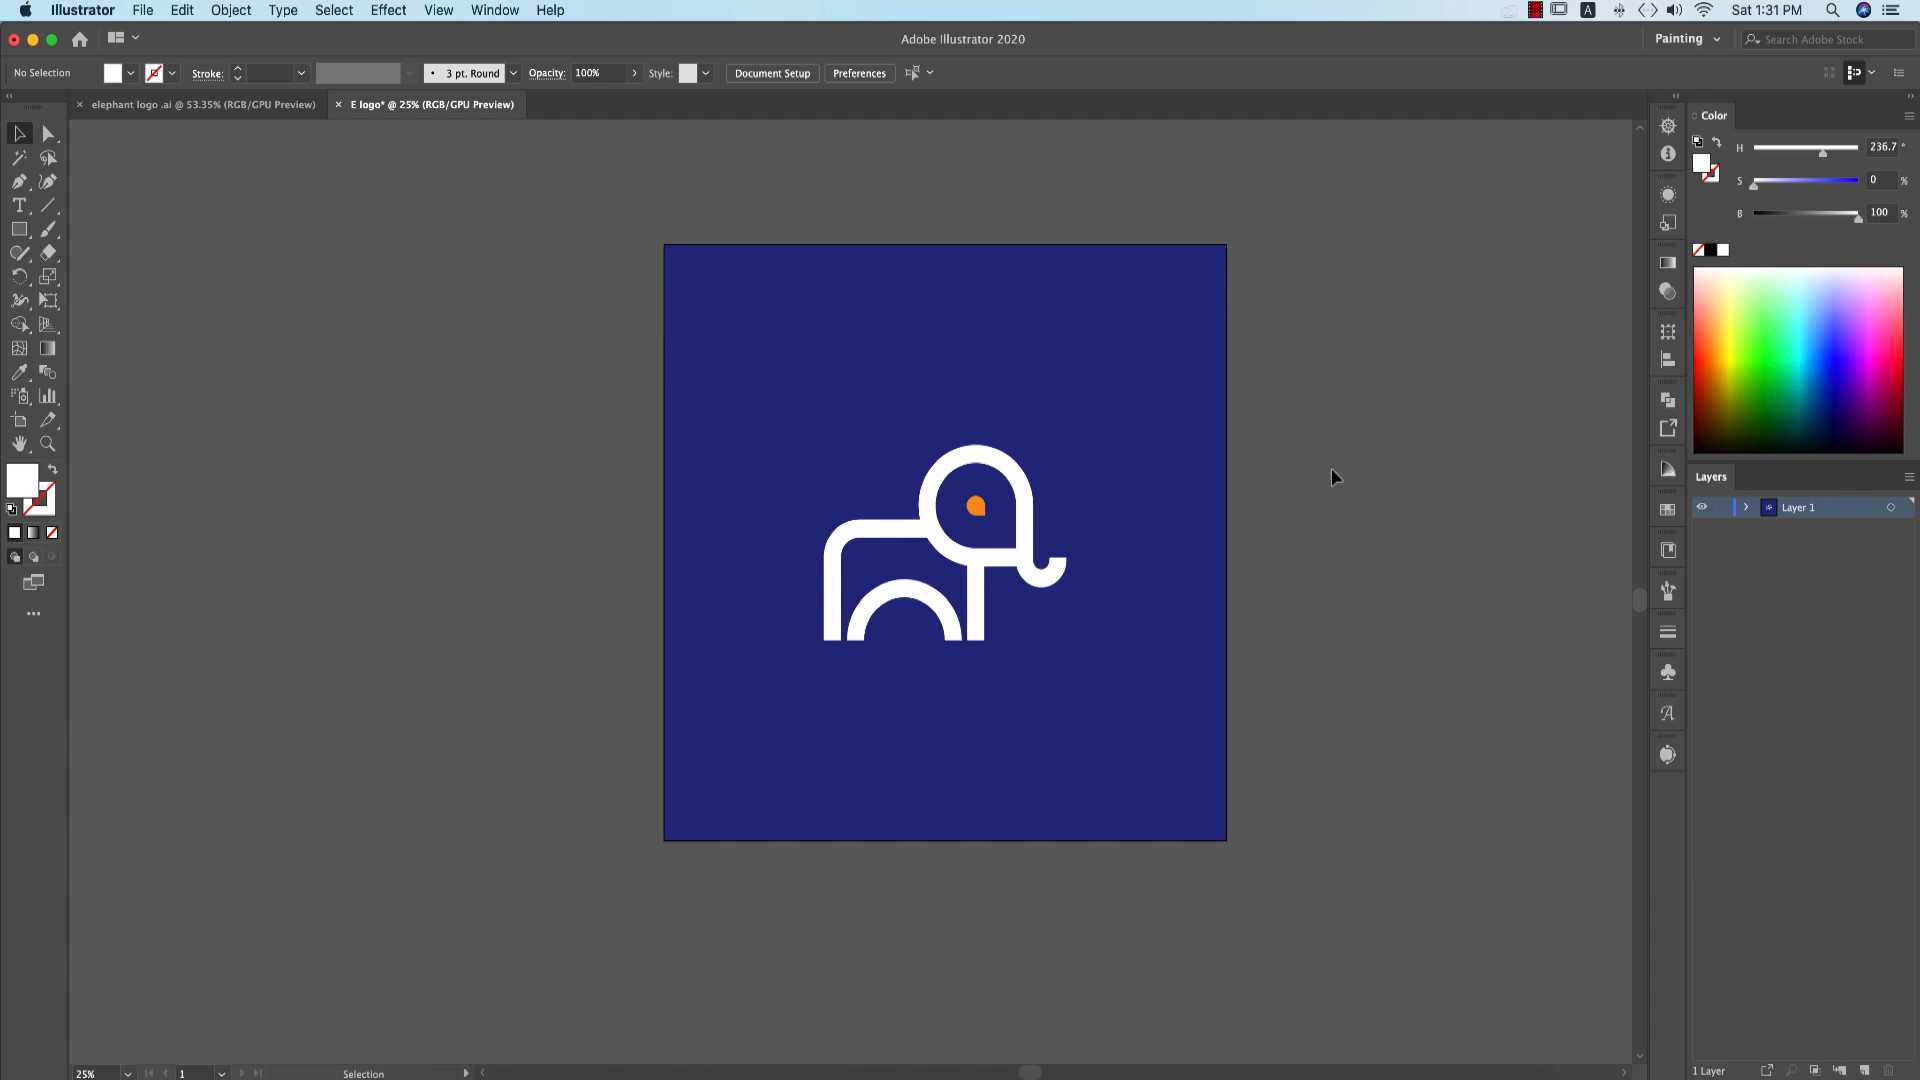 Illustrator File Edit Object Type Select Effect View Window Help
A Sat 1:31 PM
Adobe Illustrator 2020
Painting
Search Adobe Stock
No Selection Stroke: 3 pt. Round Opacity: 100% Style: Document Setup Preferences
elephant logo .ai @ 53.35% (RGB/GPU Preview) E logo* @ 25% (RGB/GPU Preview)
Color
H 236.7 °
S 0 %
B 100 %
Layers
Layer 1
25% 1 Selection
1 Layer